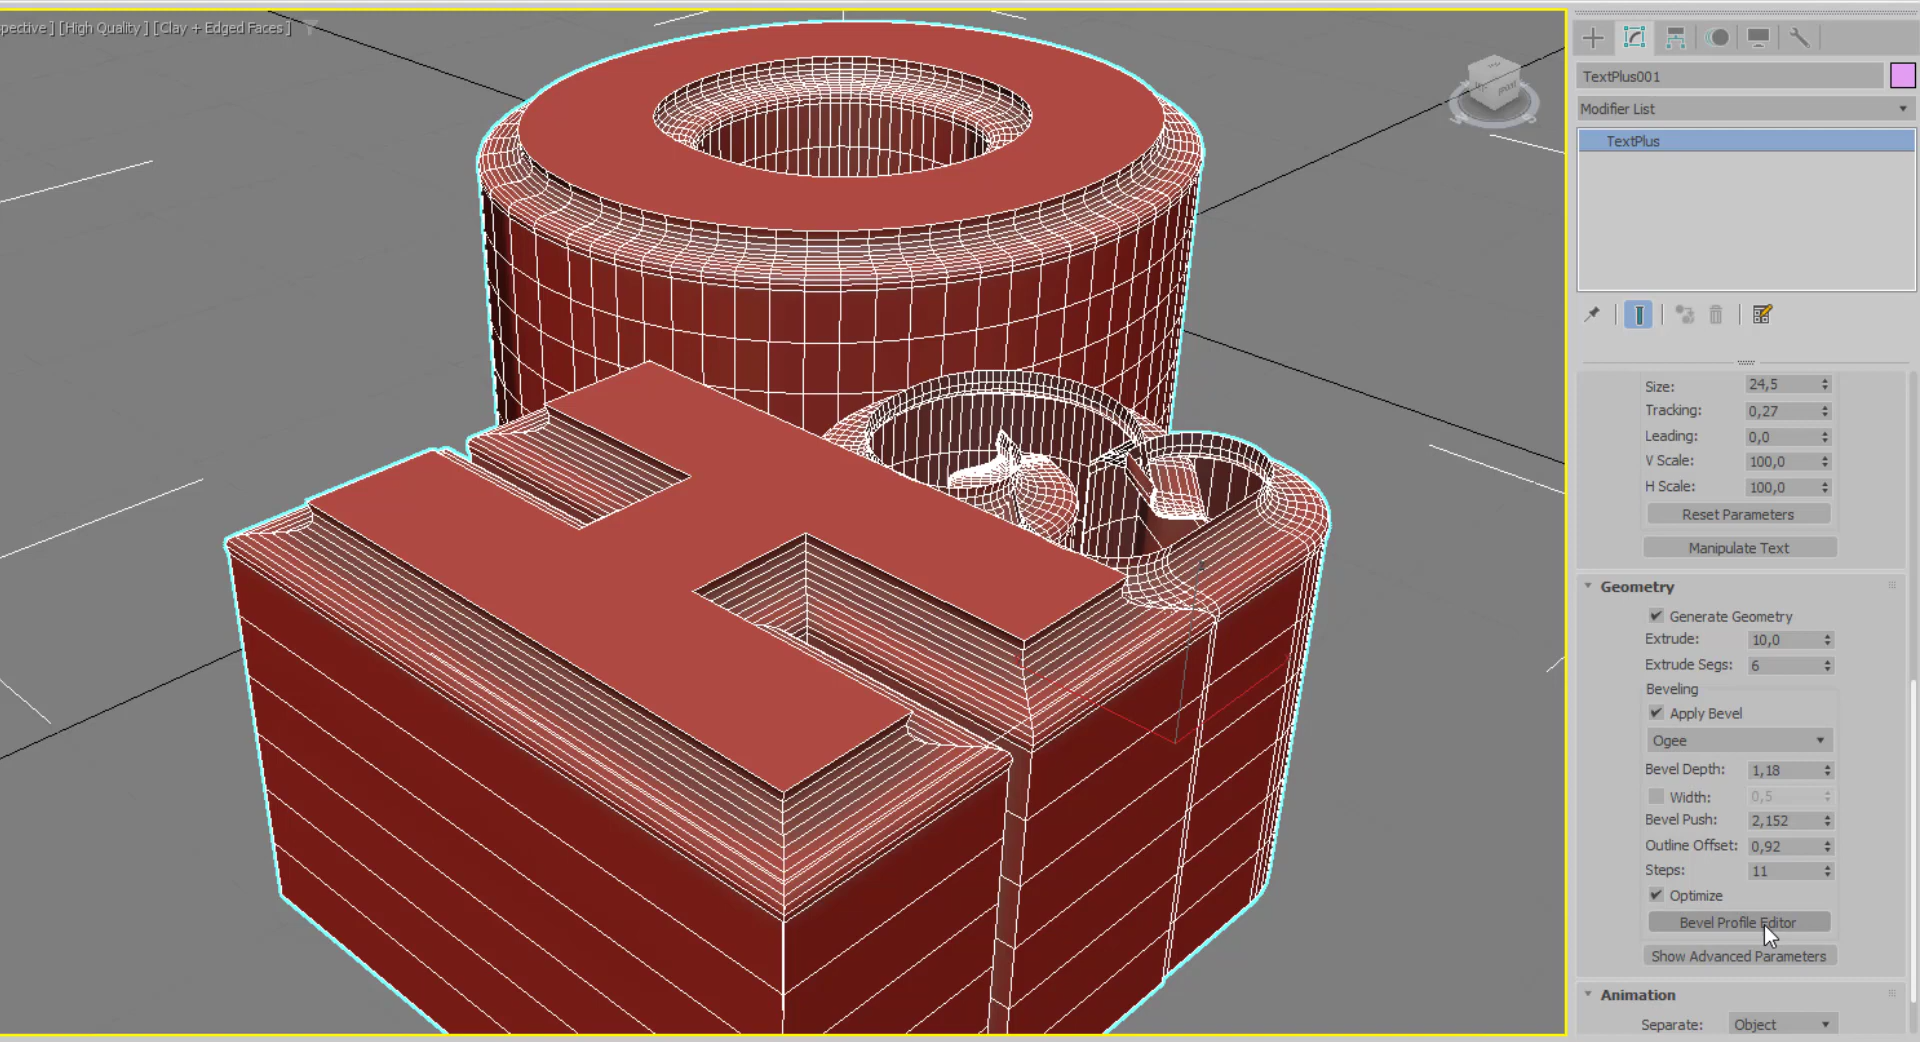 pective ] [High Quality ] [Clay + Edged Faces ]
TextPlus001
Modifier List
TextPlus
Size: 24,5
Tracking: 0,27
Leading: 0,0
V Scale: 100,0
H Scale: 100,0
Reset Parameters
Manipulate Text
Geometry
Generate Geometry
Extrude: 10,0
Extrude Segs: 6
Beveling
Apply Bevel
Ogee
Bevel Depth: 1,18
Width: 0,5
Bevel Push: 2,152
Outline Offset: 0,92
Steps: 11
Optimize
Bevel Profile Editor
Show Advanced Parameters
Animation
Separate: Object